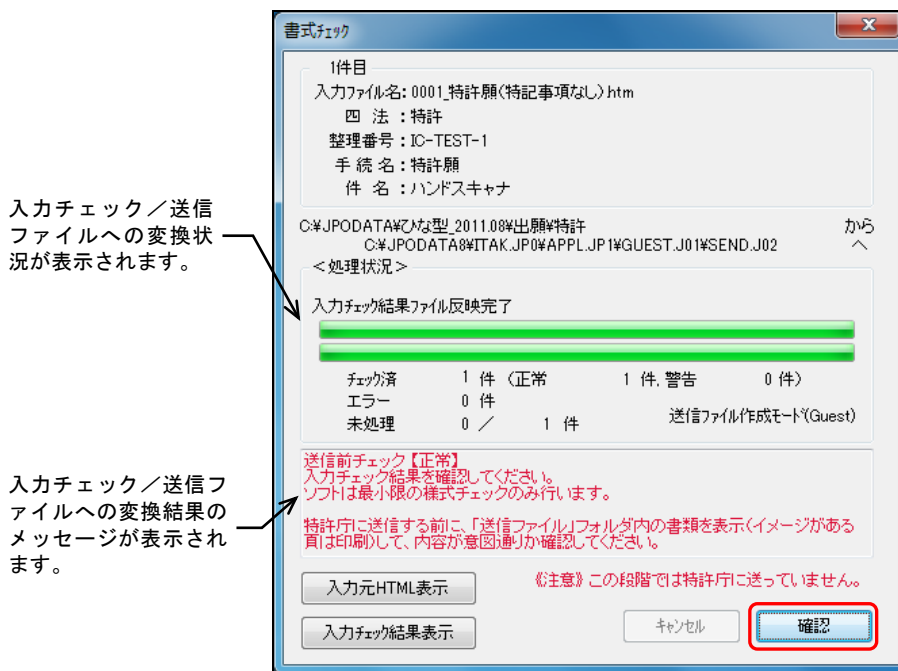 書式チェック
1件目
入力ファイル名：0001_特許願(特記事項なし).htm
四　法：特許
整理番号：IC-TEST-1
手 続 名：特許願
件　名：ハンドスキャナ
入力チェック／送信
ファイルへの変換状
況が表示されます。
C:¥JPODATA¥ひな型_2011.08¥出願¥特許 から
C:¥JPODATA8¥ITAK.JP0¥APPL.JP1¥GUEST.J01¥SEND.J02 へ
＜処理状況＞
入力チェック結果ファイル反映完了
チェック済 1 件 (正常 1 件, 警告 0 件)
エラー 0 件
未処理 0 ／ 1 件 送信ファイル作成モード(Guest)
入力チェック／送信フ
ァイルへの変換結果の
メッセージが表示され
ます。
送信前チェック【正常】
入力チェック結果を確認してください。
ソフトは最小限の様式チェックのみ行います。
特許庁に送信する前に、「送信ファイル」フォルダ内の書類を表示(イメージがある
頁は印刷)して、内容が意図通りか確認してください。
入力元HTML表示
《注意》この段階では特許庁に送っていません。
入力チェック結果表示
キャンセル
確認